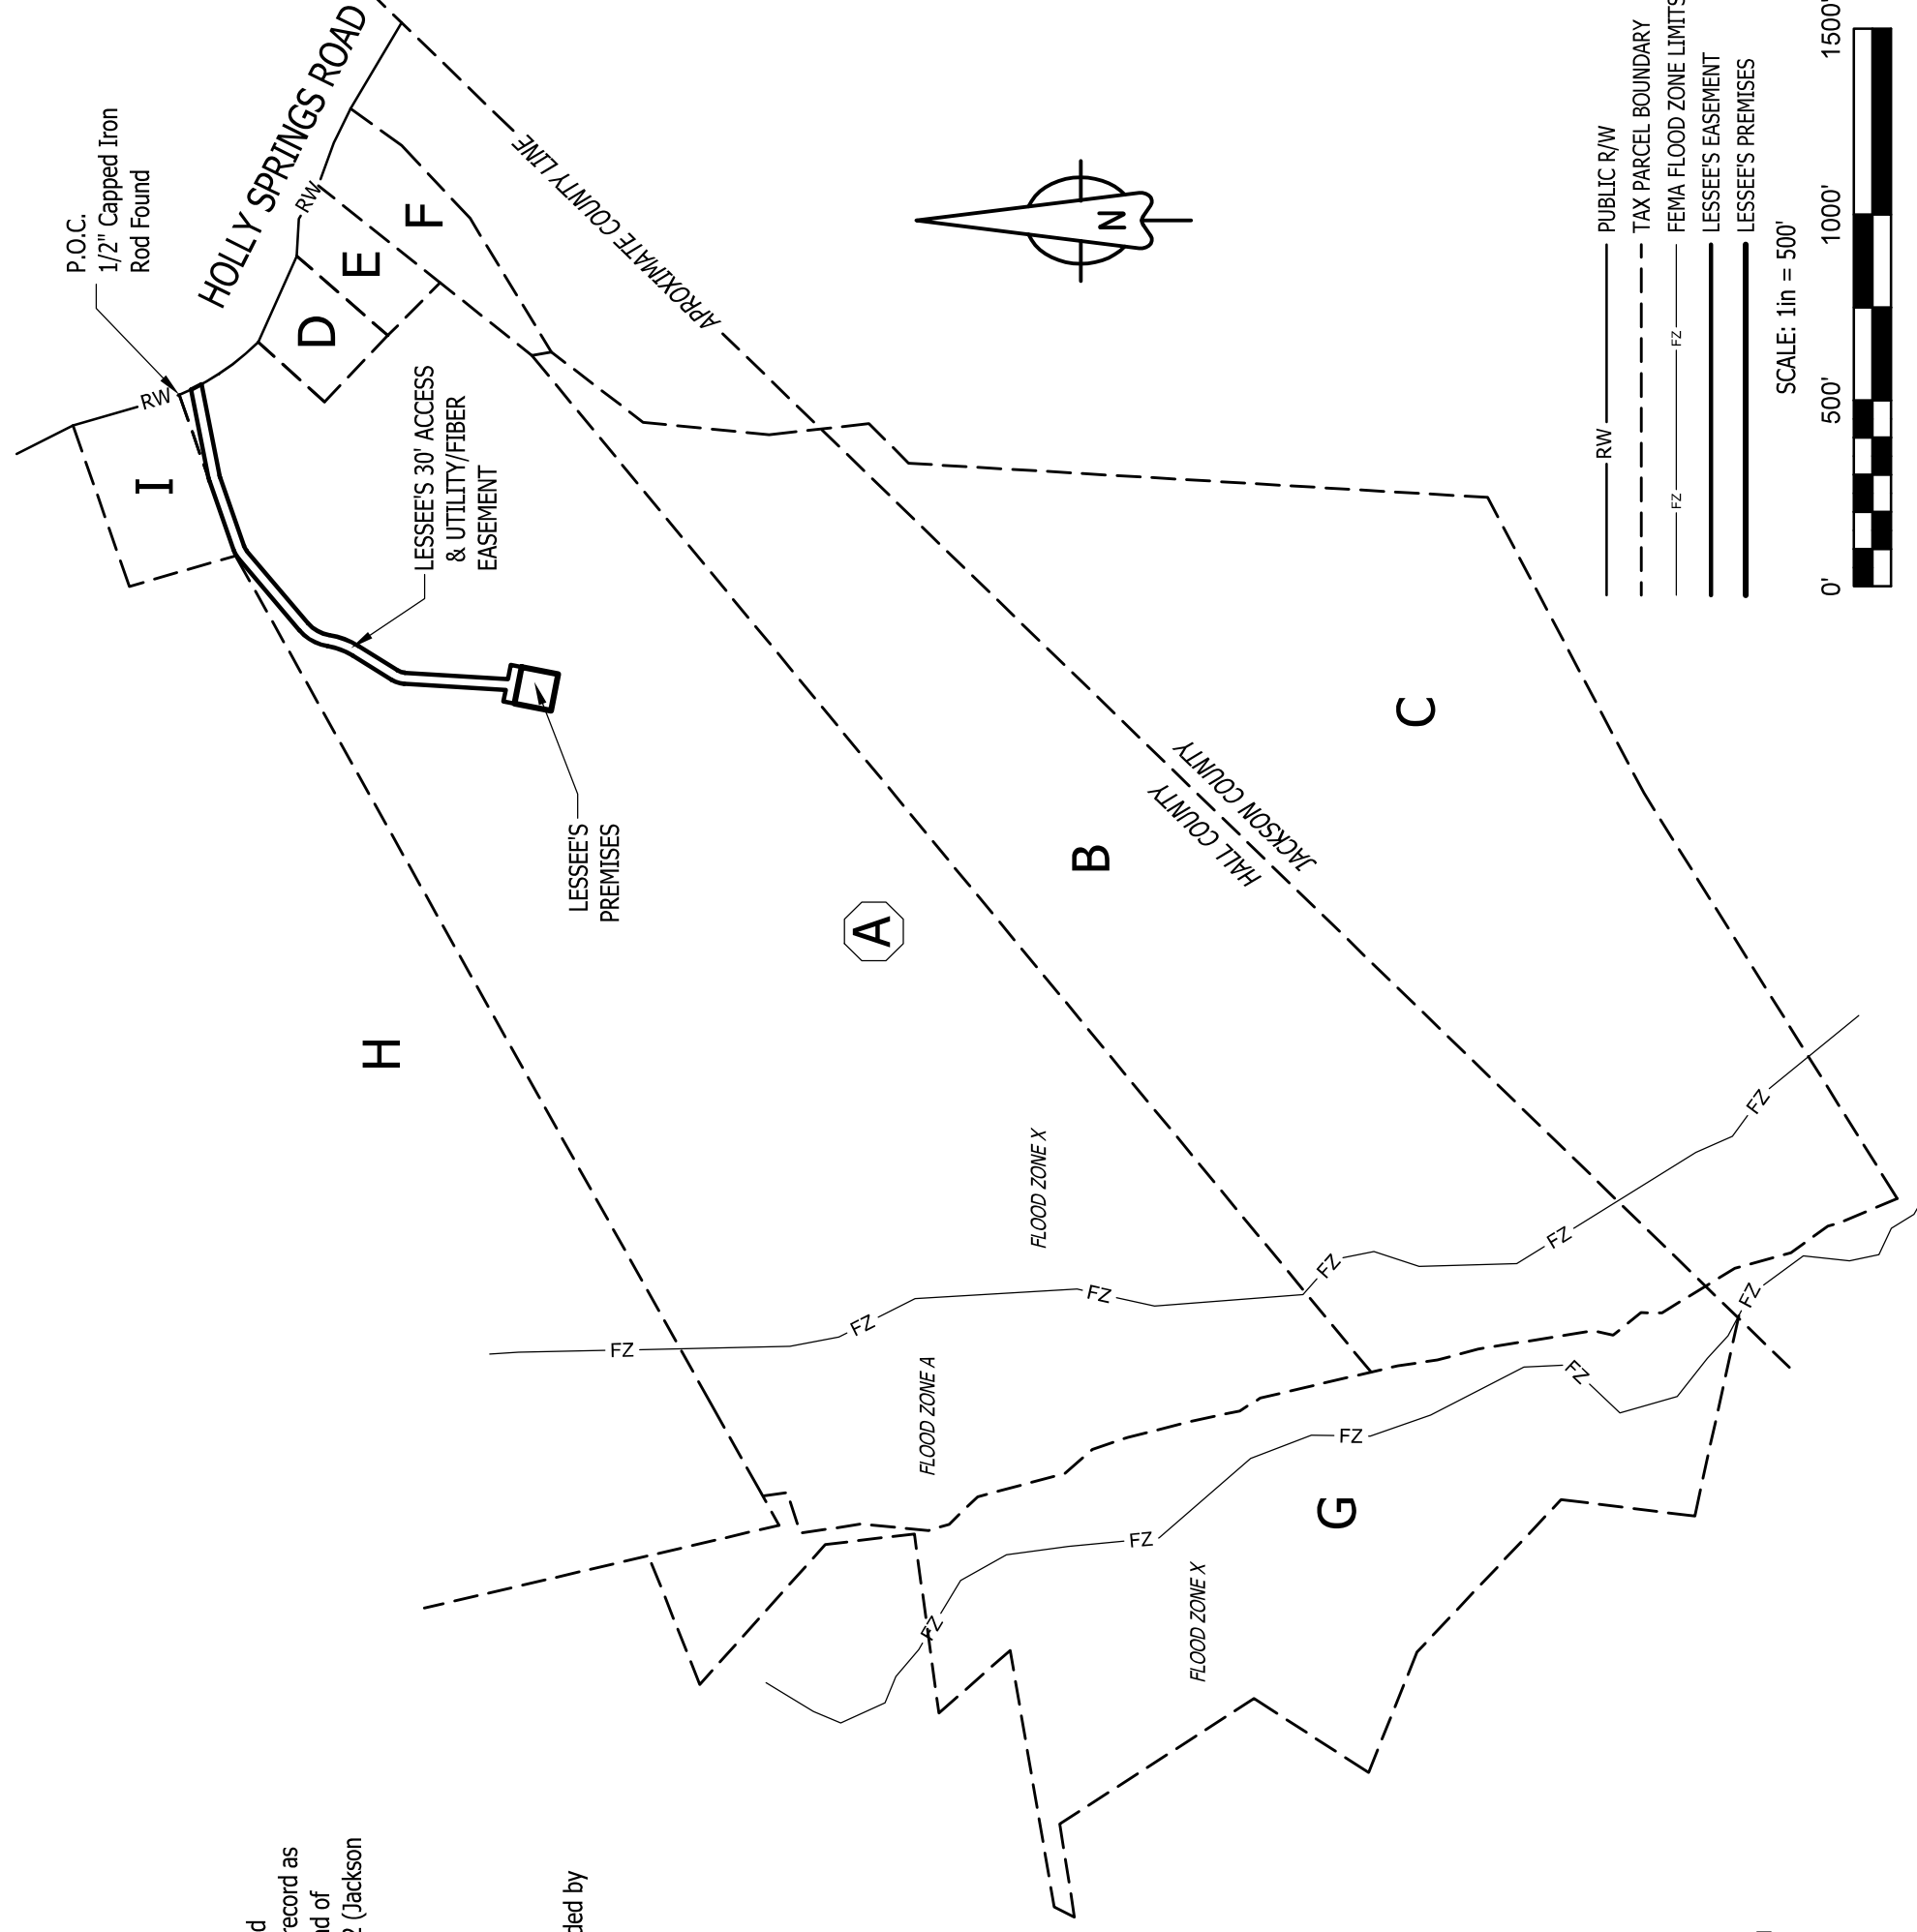 P.O.C.
1/2" Capped Iron
Rod Found
HOLLY SPRINGS ROAD
RW
RW
I
D
E
F
LESSEE'S 30' ACCESS
& UTILITY/FIBER
EASEMENT
APROXIMATE COUNTY LINE
N
LESSEE'S
PREMISES
H
A
B
C
HALL COUNTY
JACKSON COUNTY
FLOOD ZONE X
FLOOD ZONE A
FLOOD ZONE X
G
FZ
FZ
FZ
FZ
FZ
FZ
FZ
FZ
FZ
FZ
FZ
RW
PUBLIC R/W
TAX PARCEL BOUNDARY
FZ
FZ
FEMA FLOOD ZONE LIMITS
LESSEE'S EASEMENT
LESSEE'S PREMISES
SCALE: 1in = 500'
0'
500'
1000'
1500'
record as
(Jackson
by